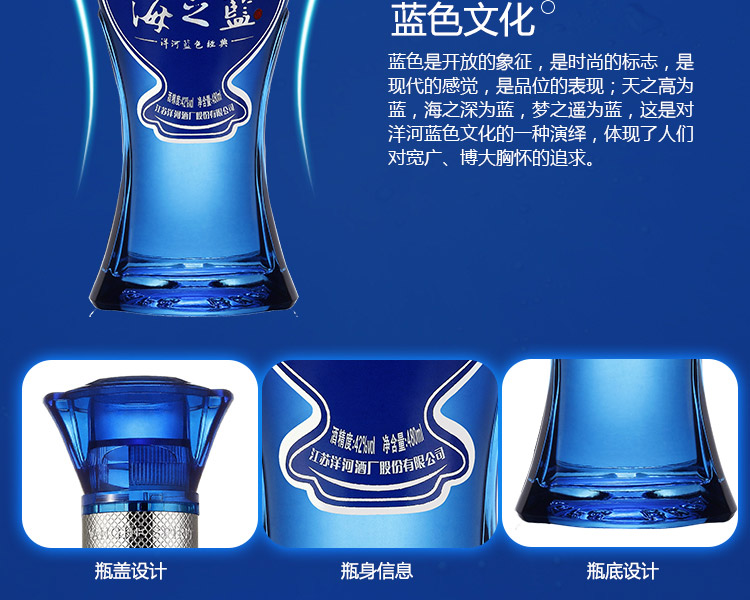 海之藍
洋河蓝色经典
酒精度:42%vol 净含量:480ml
江苏洋河酒厂股份有限公司
蓝色文化
蓝色是开放的象征，是时尚的标志，是
现代的感觉，是品位的表现；天之高为
蓝，海之深为蓝，梦之遥为蓝，这是对
洋河蓝色文化的一种演绎，体现了人们
对宽广、博大胸怀的追求。
酒精度:42%vol 净含量:480ml
江苏洋河酒厂股份有限公司
瓶盖设计
瓶身信息
瓶底设计